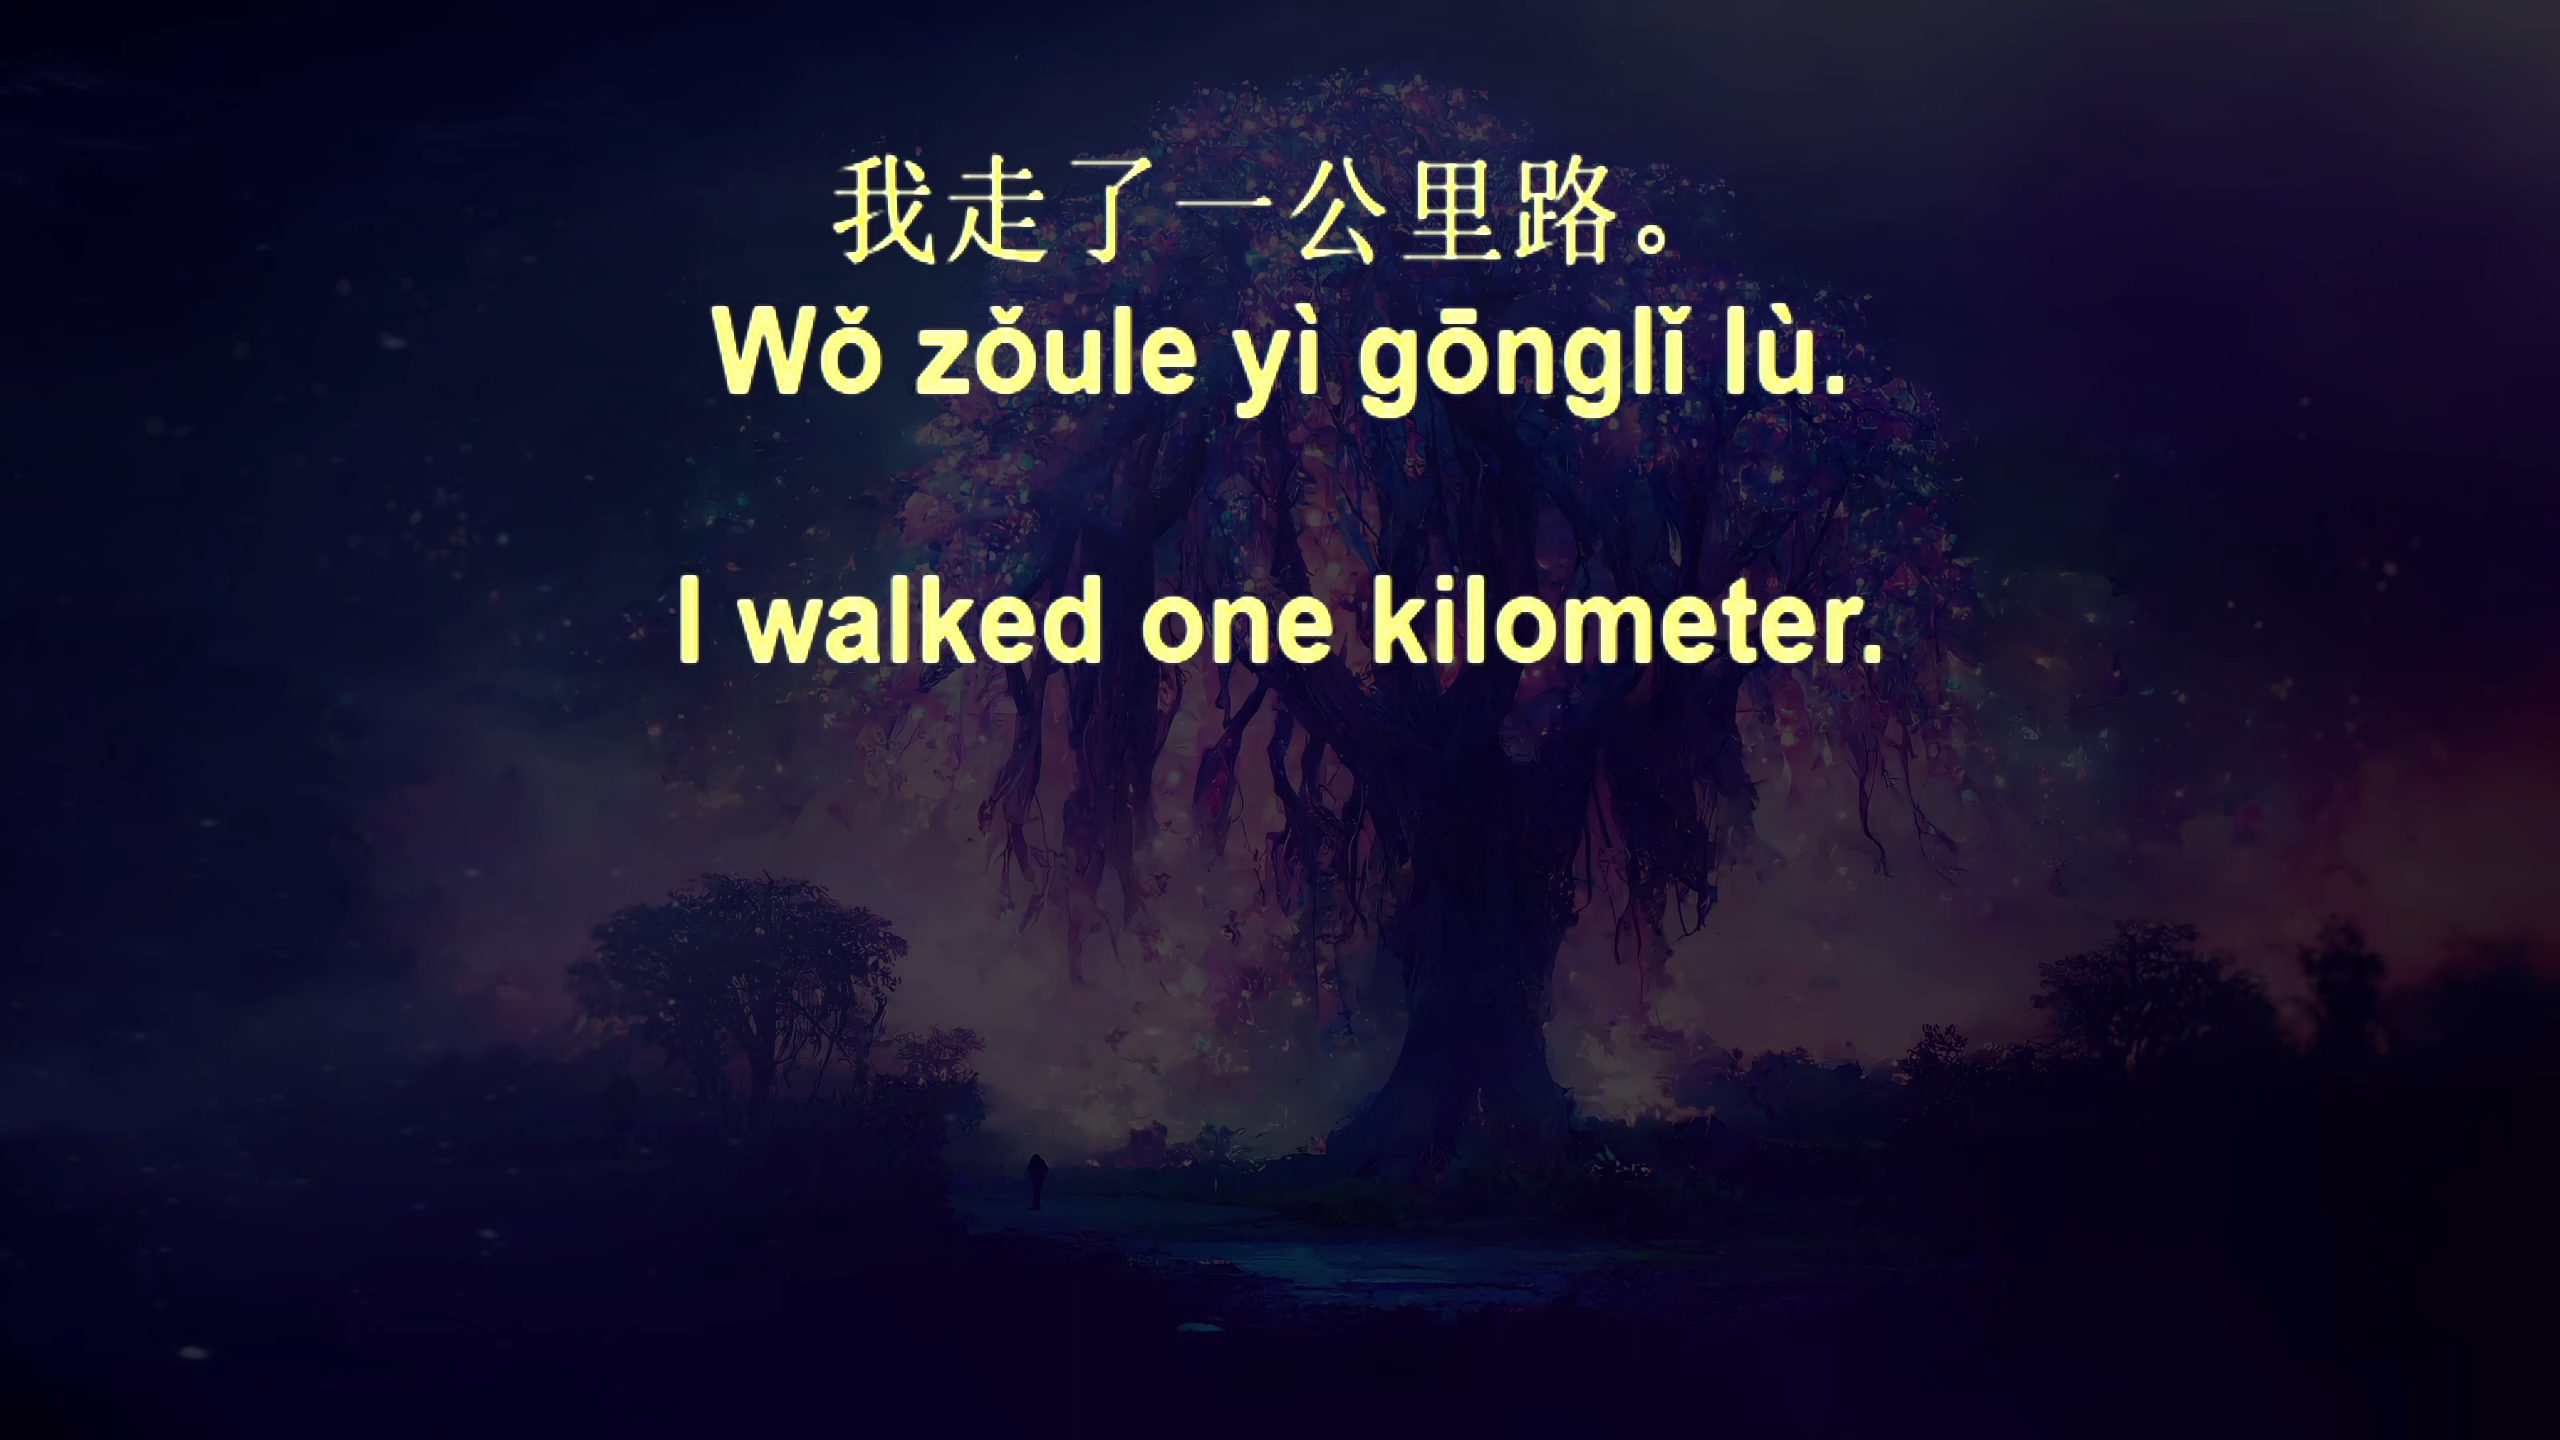 我走了一公里路。
Wǒ zǒule yì gōnglǐ lù.
I walked one kilometer.